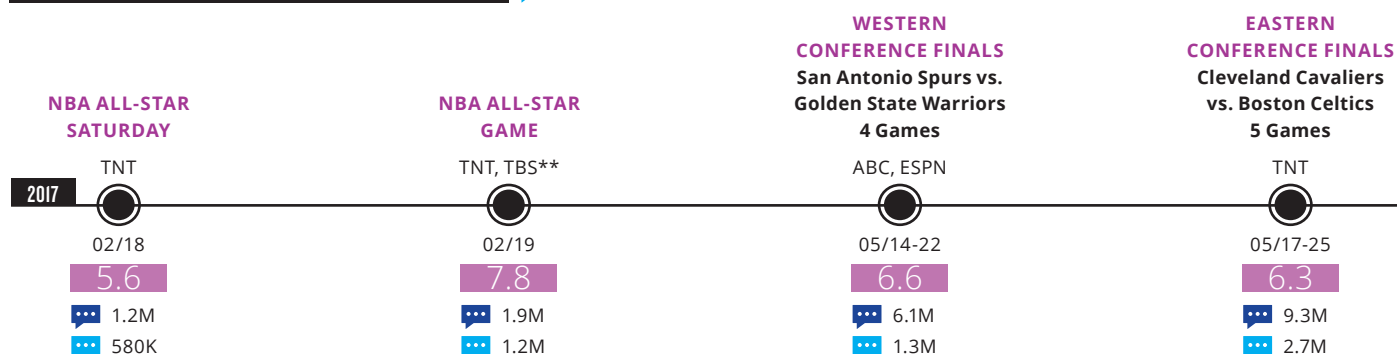 WESTERN
CONFERENCE FINALS
San Antonio Spurs vs.
Golden State Warriors
4 Games
EASTERN
CONFERENCE FINALS
Cleveland Cavaliers
vs. Boston Celtics
5 Games
NBA ALL-STAR
SATURDAY
NBA ALL-STAR
GAME
TNT
TNT, TBS**
ABC, ESPN
TNT
2017
02/18
02/19
05/14-22
05/17-25
5.6
7.8
6.6
6.3
1.2M
1.9M
6.1M
9.3M
580K
1.2M
1.3M
2.7M